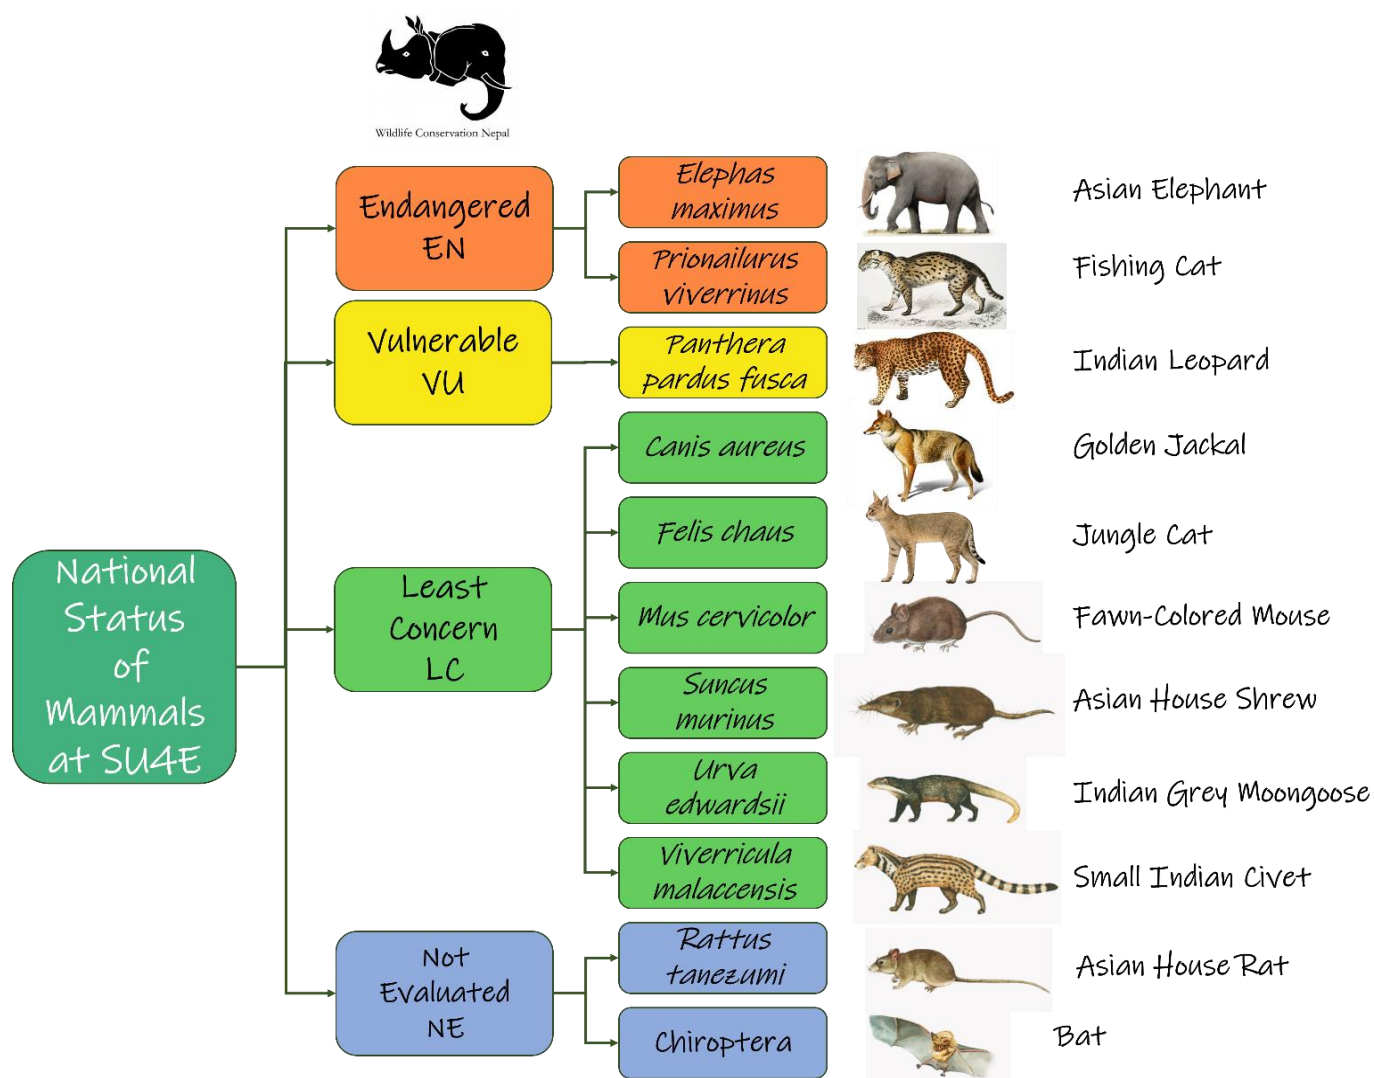 Wildlife Conservation Nepal
National
Status
of
Mammals
at SU4E
Endangered
EN
Elephas
maximus
Asian Elephant
Prionailurus
viverrinus
Fishing Cat
Vulnerable
VU
Panthera
pardus fusca
Indian Leopard
Least
Concern
LC
Canis aureus
Golden Jackal
Felis chaus
Jungle Cat
Mus cervicolor
Fawn-Colored Mouse
Suncus
murinus
Asian House Shrew
Urva
edwardsii
Indian Grey Moongoose
Viverricula
malaccensis
Small Indian Civet
Not
Evaluated
NE
Rattus
tanezumi
Asian House Rat
Chiroptera
Bat